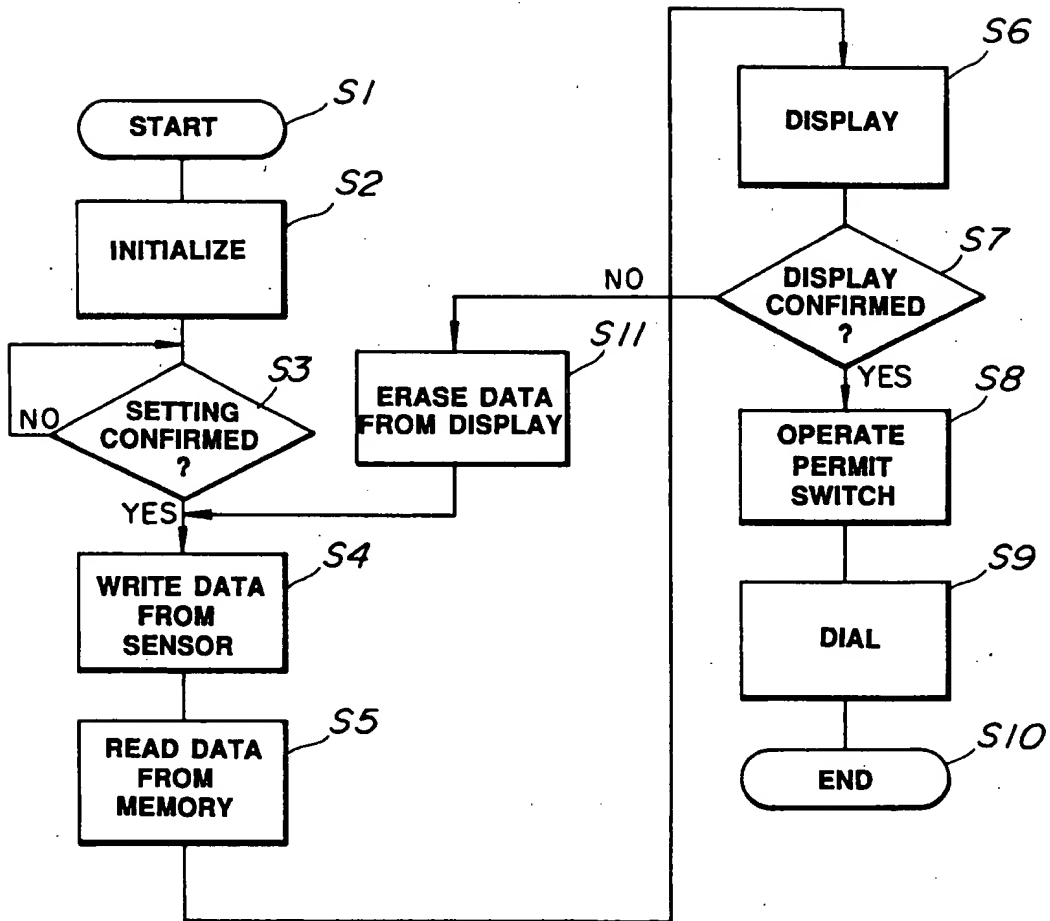 S1
START
S2
INITIALIZE
S3
SETTING
CONFIRMED
?
NO
YES
S4
WRITE DATA
FROM
SENSOR
S5
READ DATA
FROM
MEMORY
S6
DISPLAY
S7
DISPLAY
CONFIRMED
?
NO
YES
S11
ERASE DATA
FROM DISPLAY
S8
OPERATE
PERMIT
SWITCH
S9
DIAL
S10
END